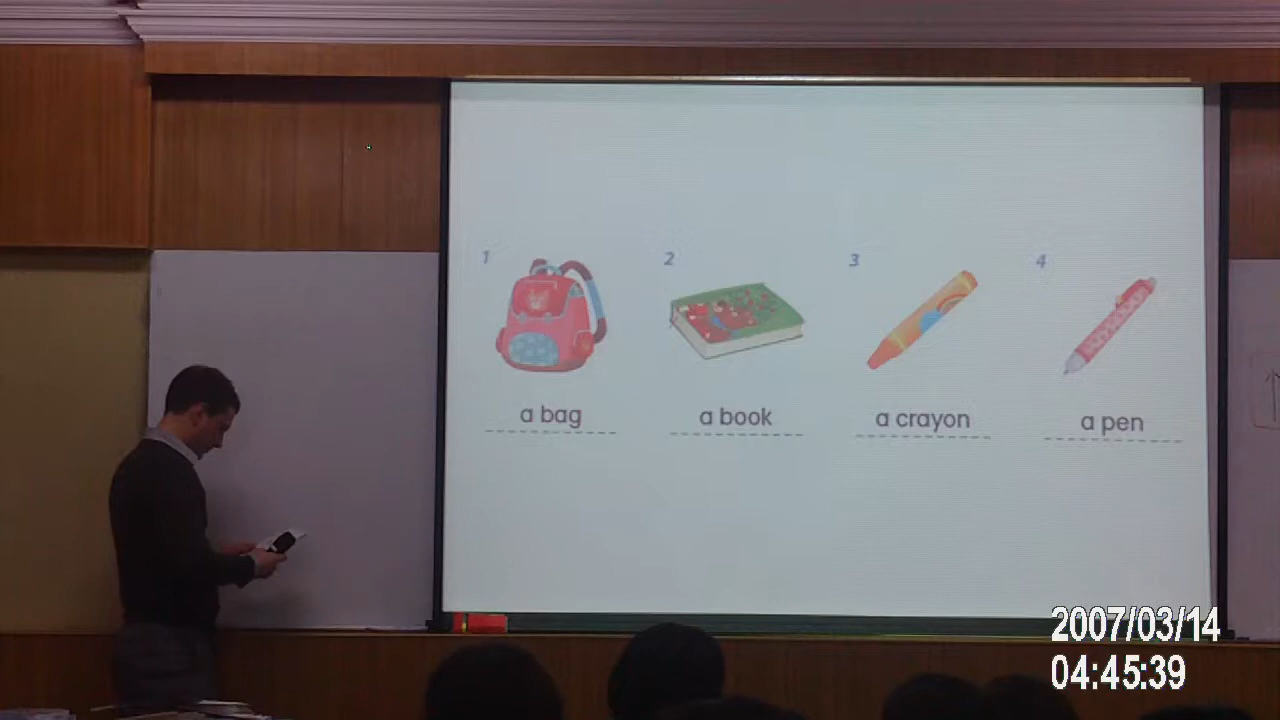 1 2 3 4
a bag a book a crayon a pen
2007/03/14
04:45:39